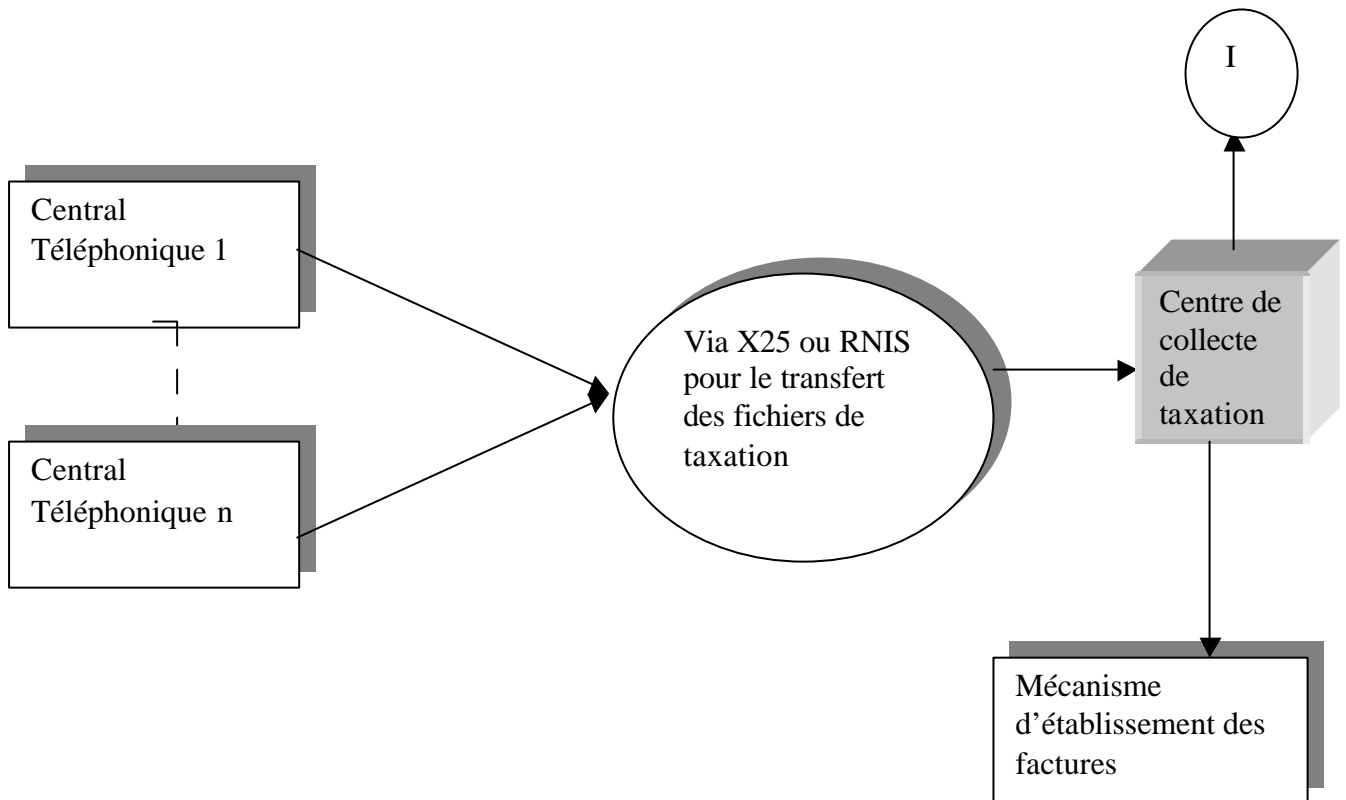 I
Central
Téléphonique 1
Via X25 ou RNIS
pour le transfert
des fichiers de
taxation
Centre de
collecte
de
taxation
Central
Téléphonique n
Mécanisme
d’établissement des
factures